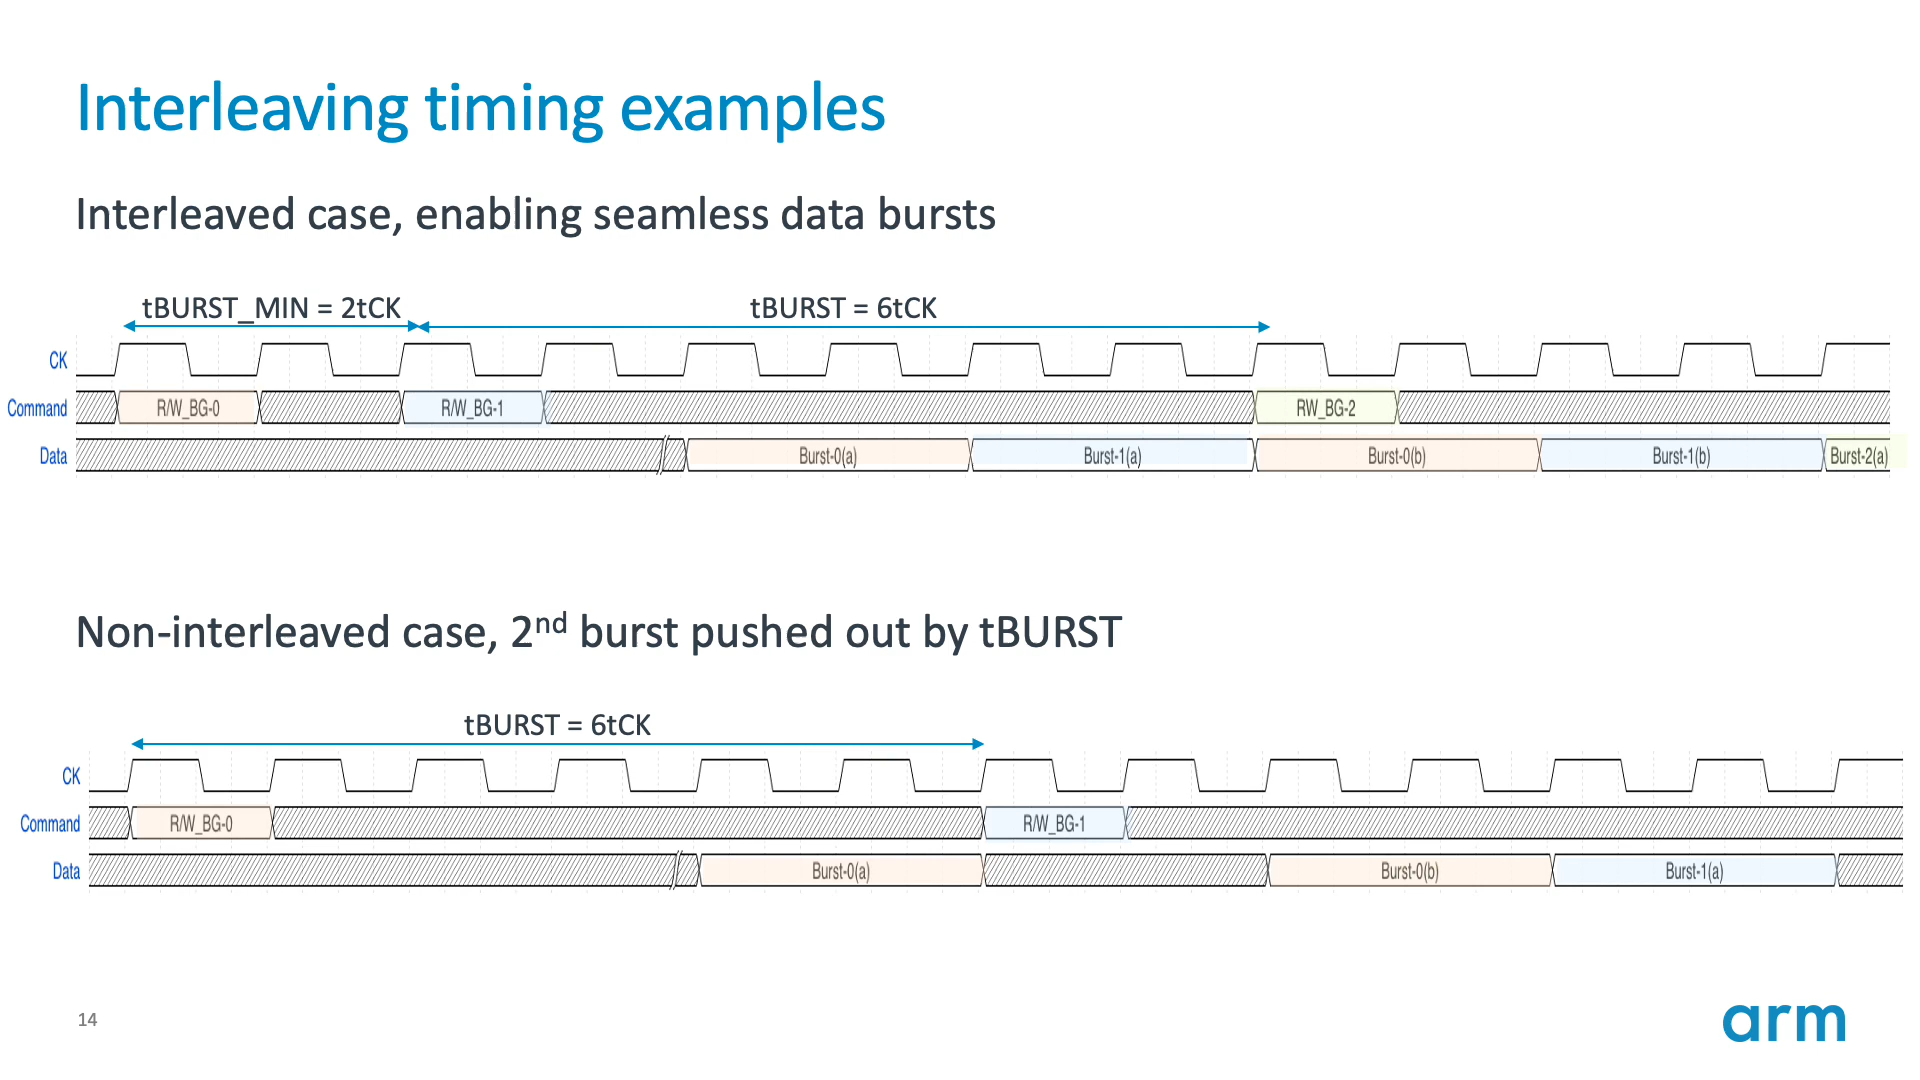 Interleaving timing examples
Interleaved case, enabling seamless data bursts
tBURST_MIN = 2tCK
tBURST = 6tCK
CK
Command
R/W_BG-0
R/W_BG-1
RW_BG-2
Data
Burst-0(a)
Burst-1(a)
Burst-0(b)
Burst-1(b)
Burst-2(a)
Non-interleaved case, 2nd burst pushed out by tBURST
tBURST = 6tCK
CK
Command
R/W_BG-0
R/W_BG-1
Data
Burst-0(a)
Burst-0(b)
Burst-1(a)
14
arm